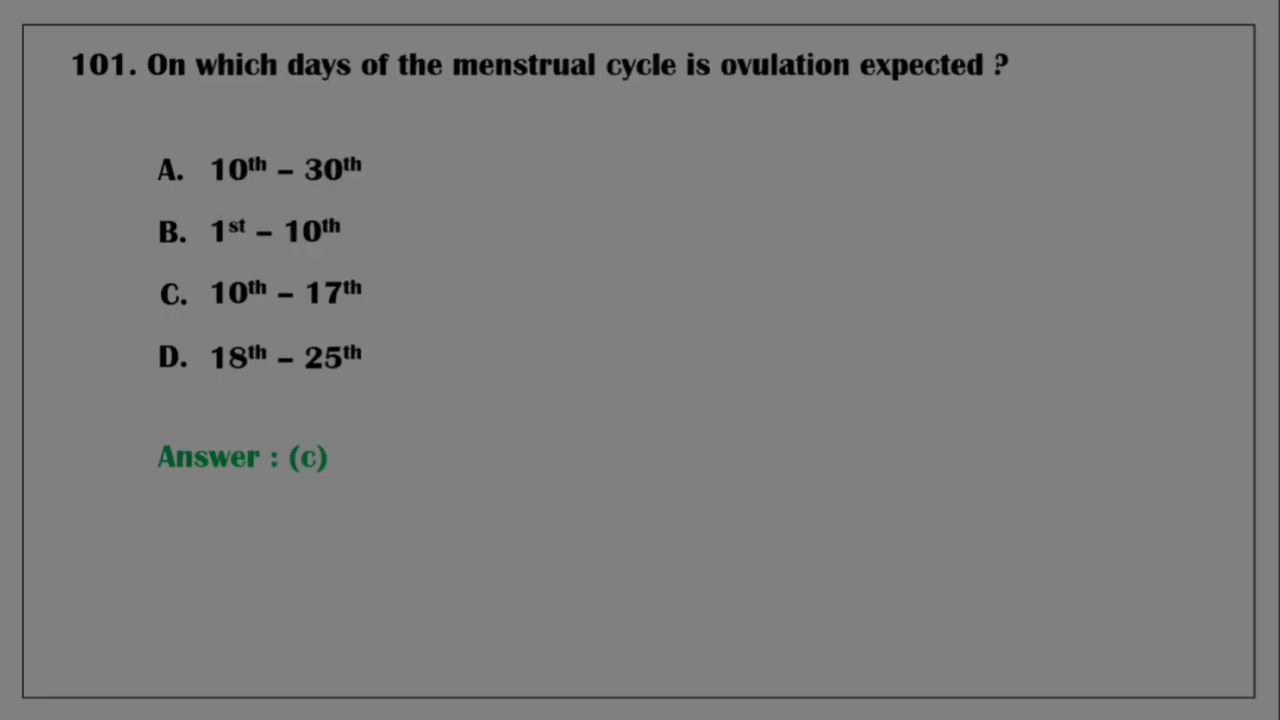 101. On which days of the menstrual cycle is ovulation expected ?
A. 10th – 30th
B. 1st – 10th
C. 10th – 17th
D. 18th – 25th
Answer : (c)